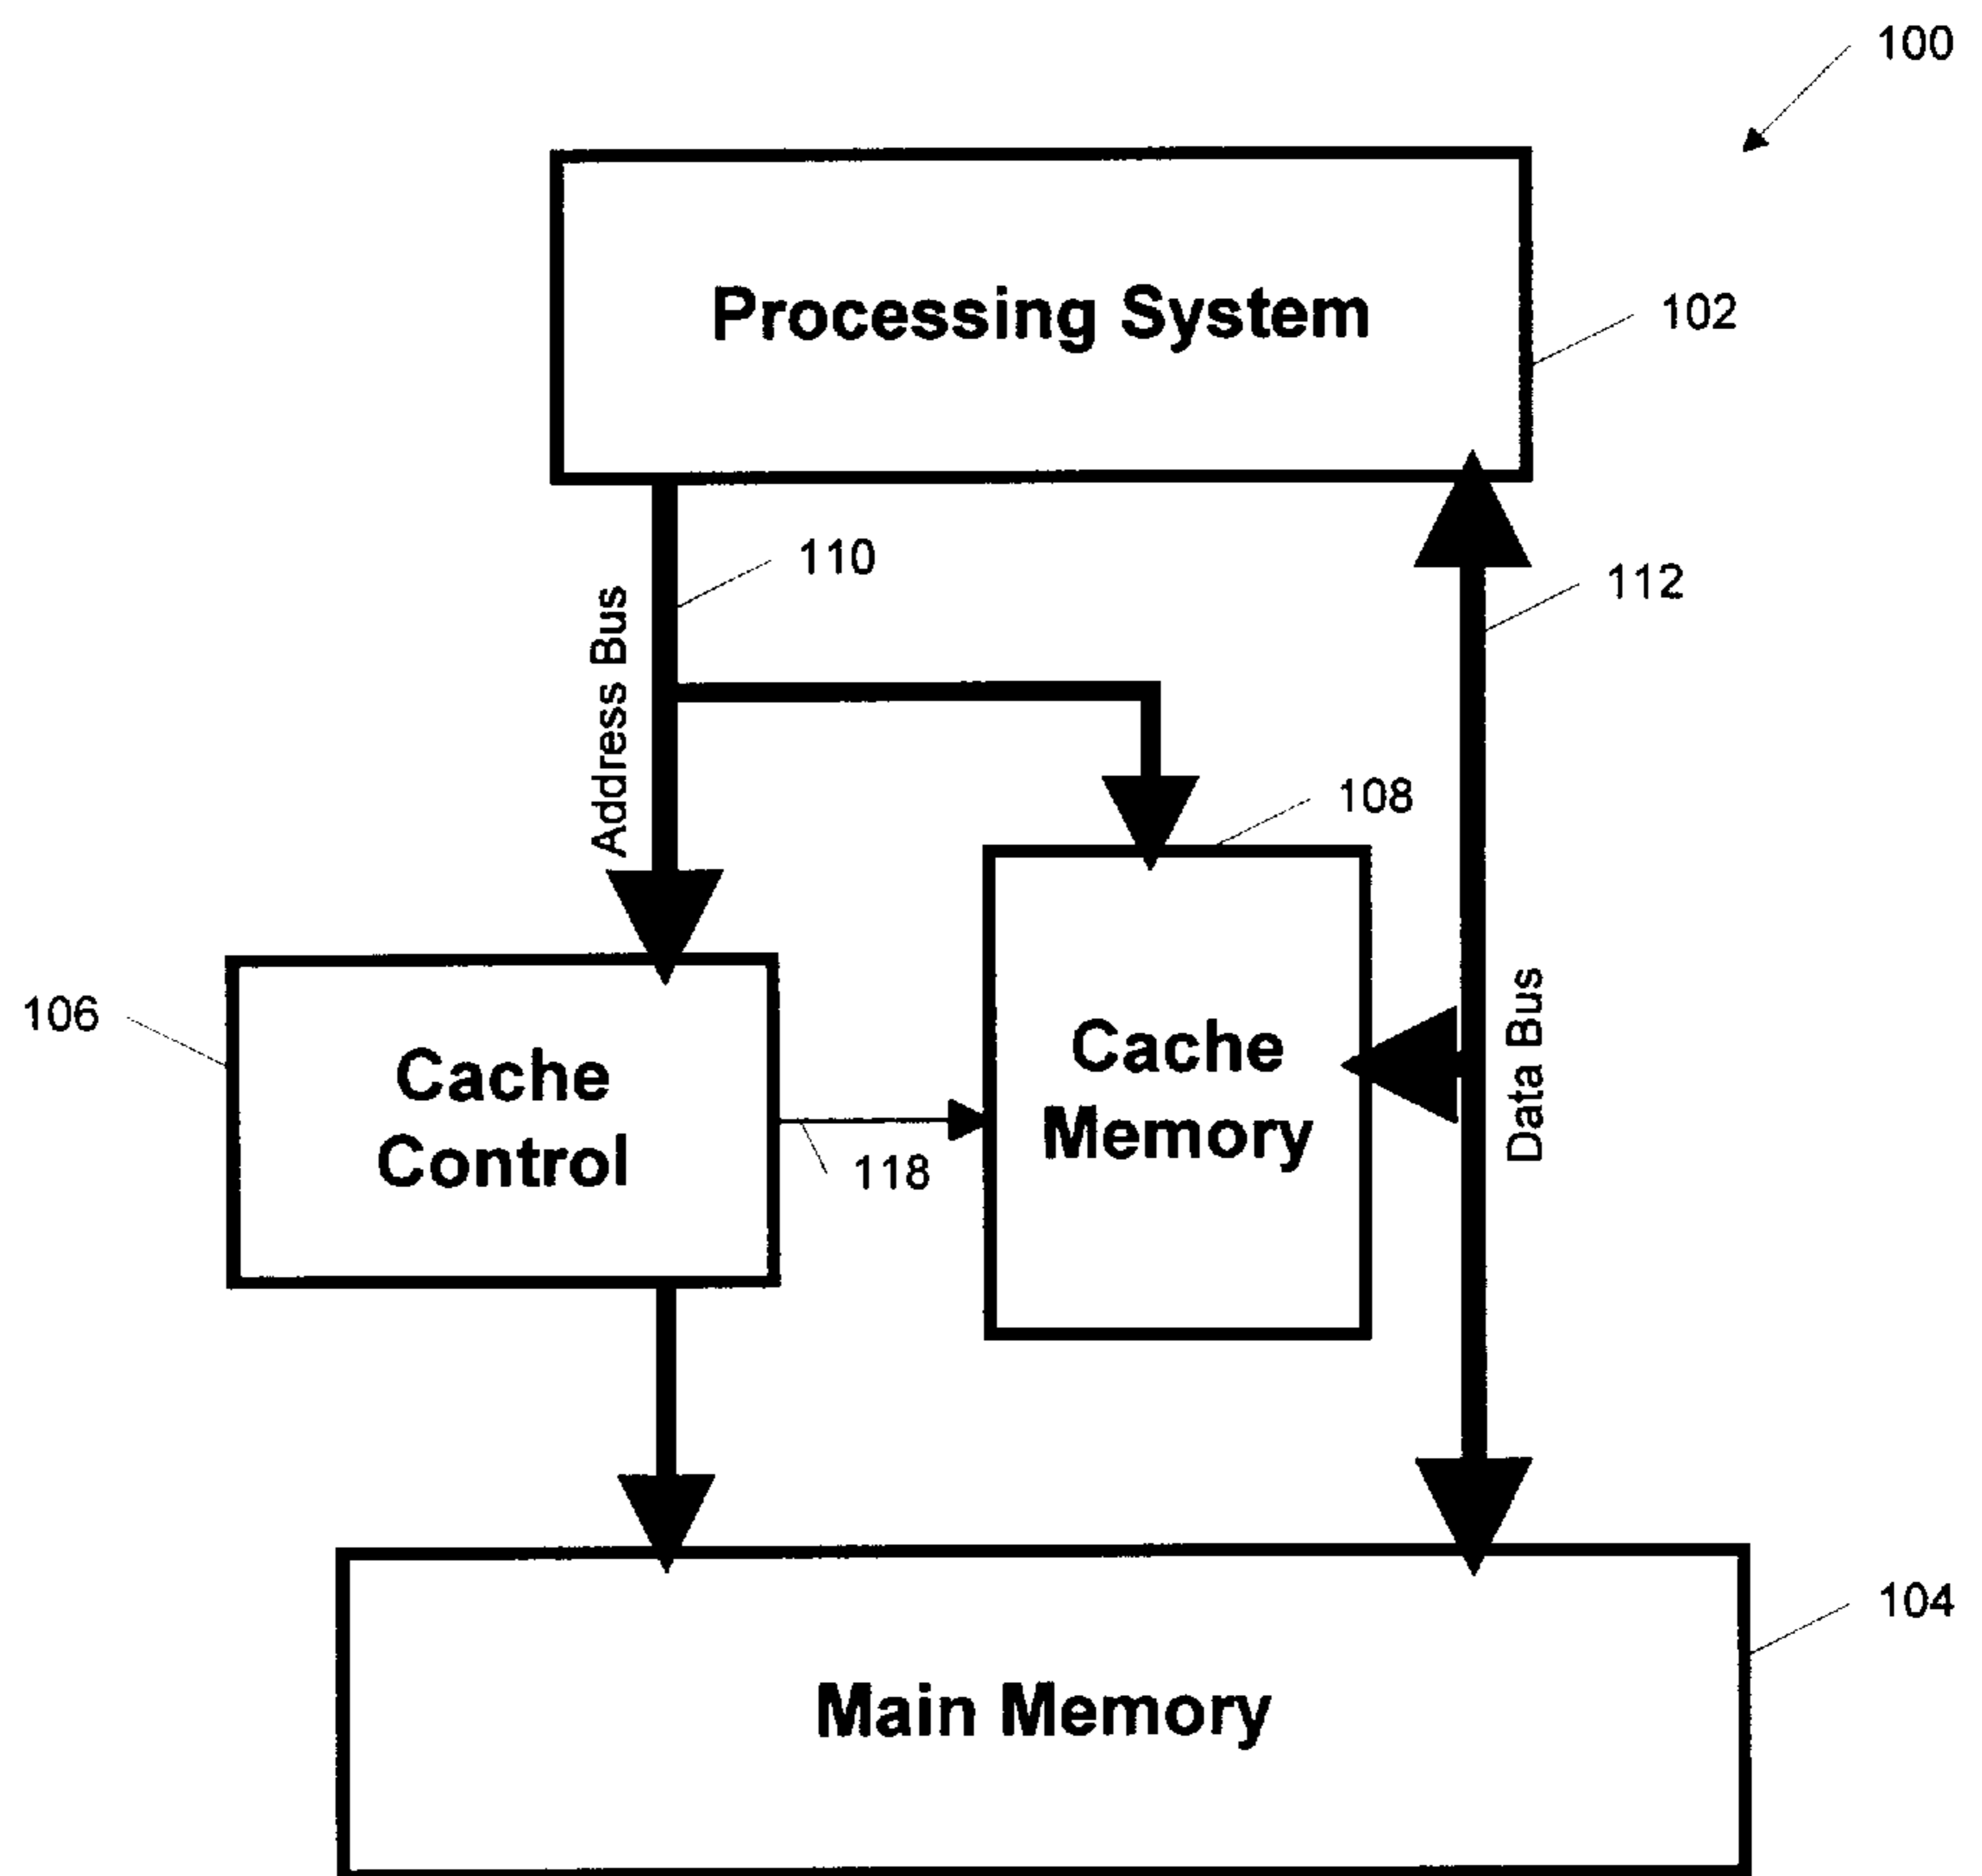 100
Processing System
102
110
112
Address Bus
108
106
Cache
Control
Cache
Memory
Data Bus
118
104
Main Memory